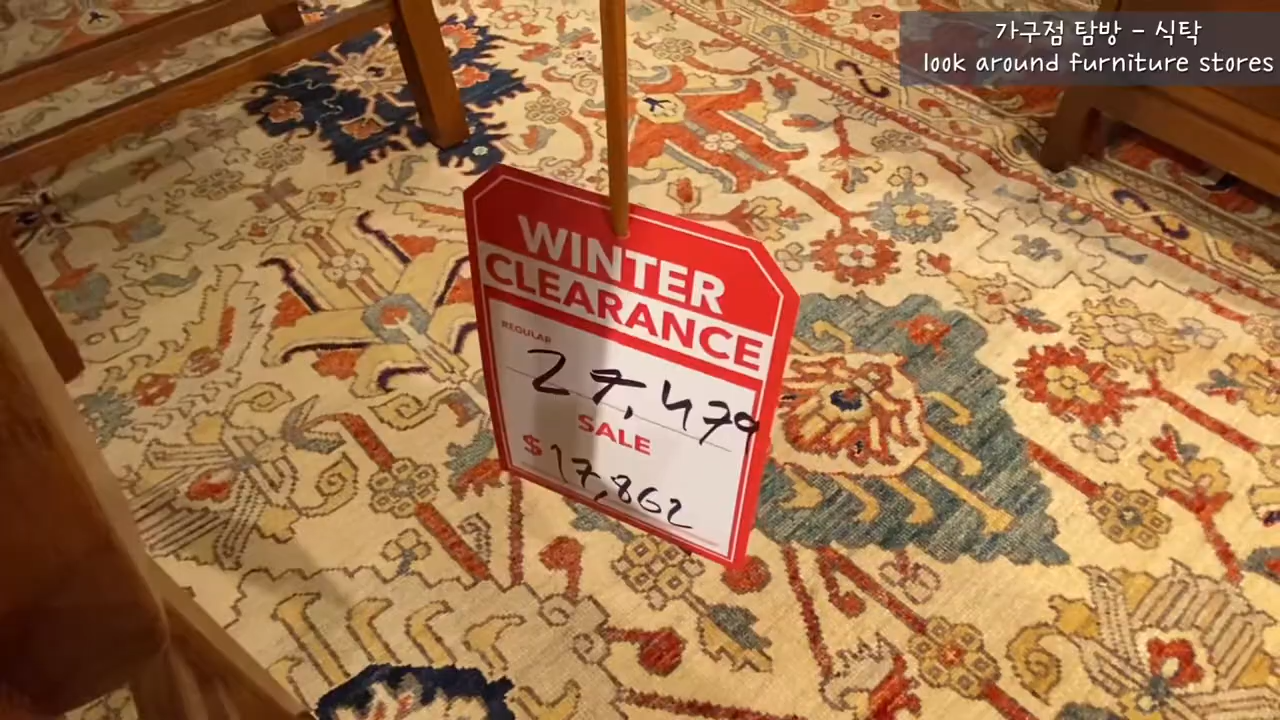 가구점 탐방 - 식탁
look around furniture stores
WINTER
CLEARANCE
REGULAR
27,479
SALE
$17,862